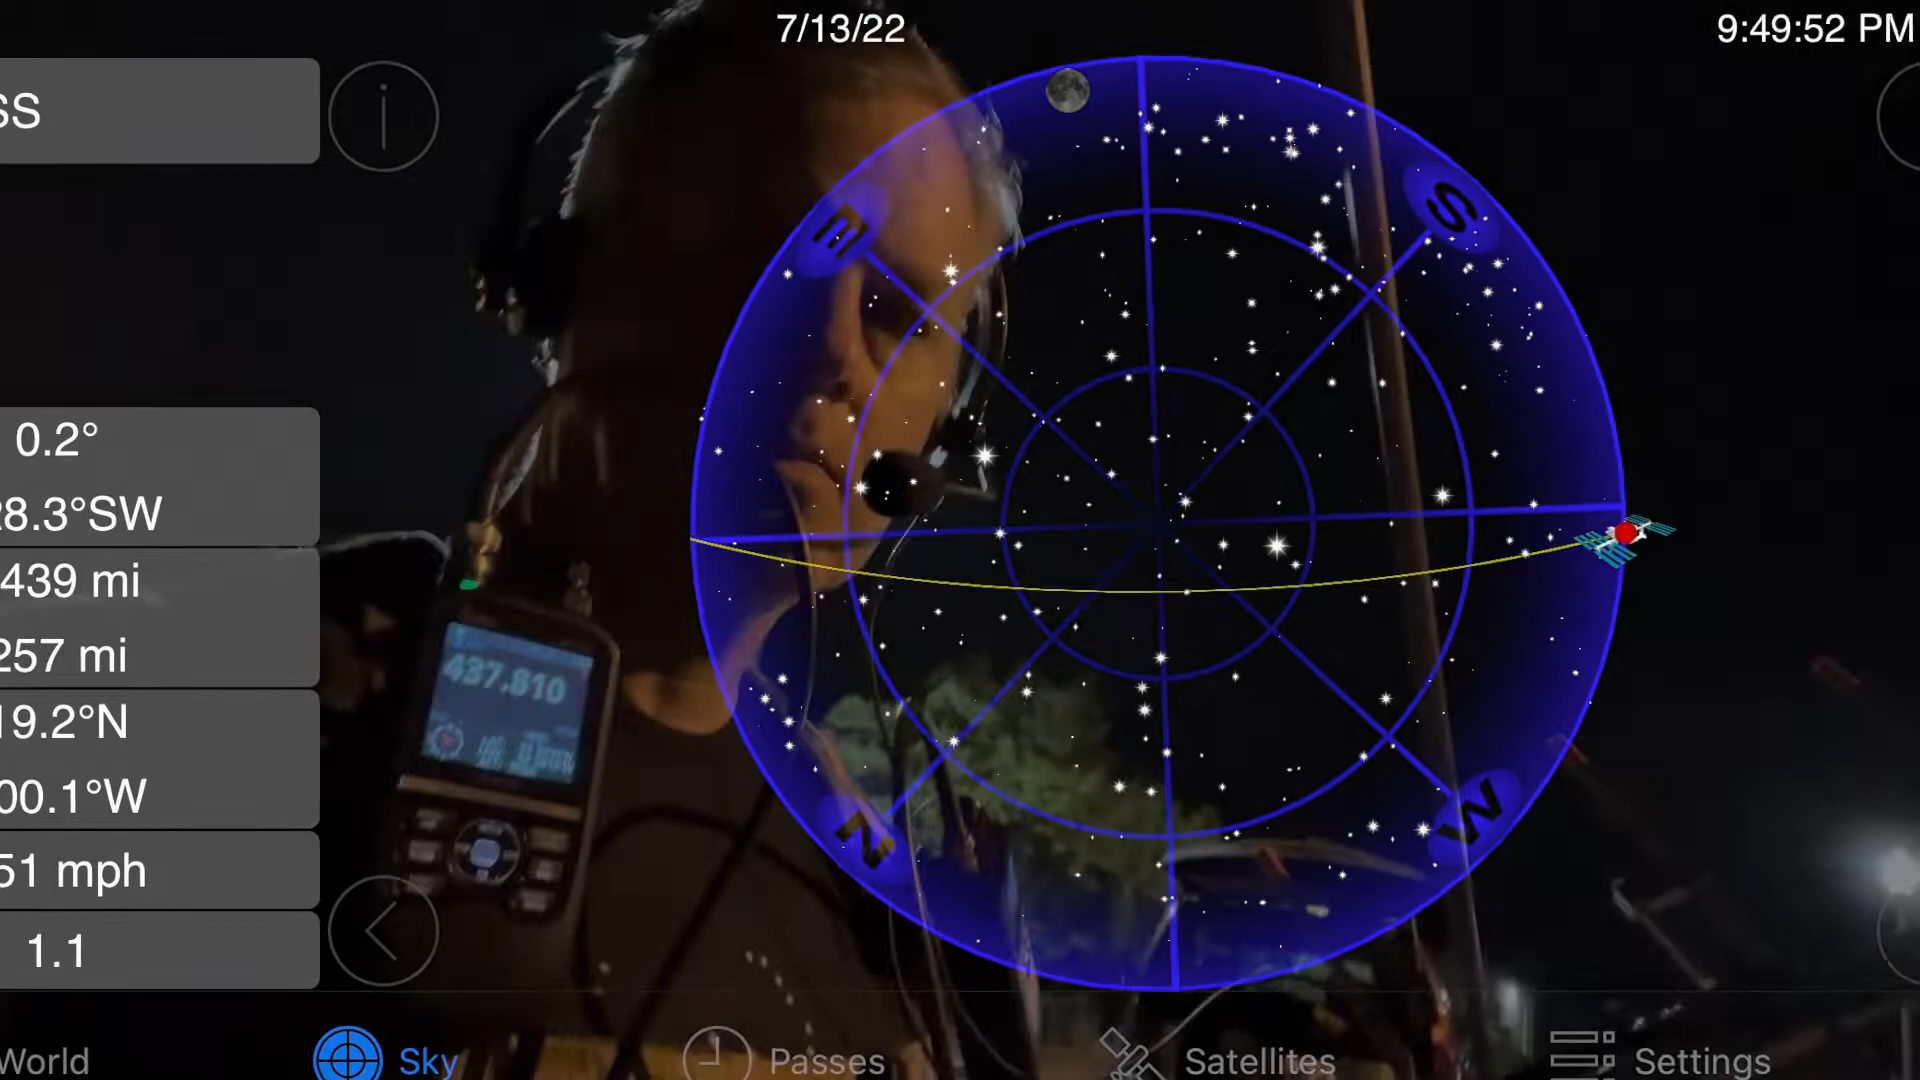 7/13/22
9:49:52 PM
SS
E
S
0.2°
28.3°SW
439 mi
257 mi
437.810
19.2°N
00.1°W
N
W
51 mph
1.1
World
Sky
Passes
Satellites
Settings